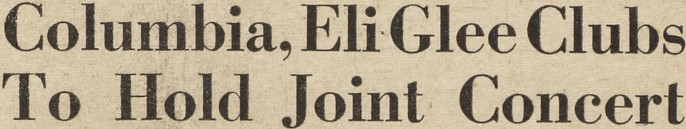 Columbia, Eli Glee Clubs
To Hold Joint Concert